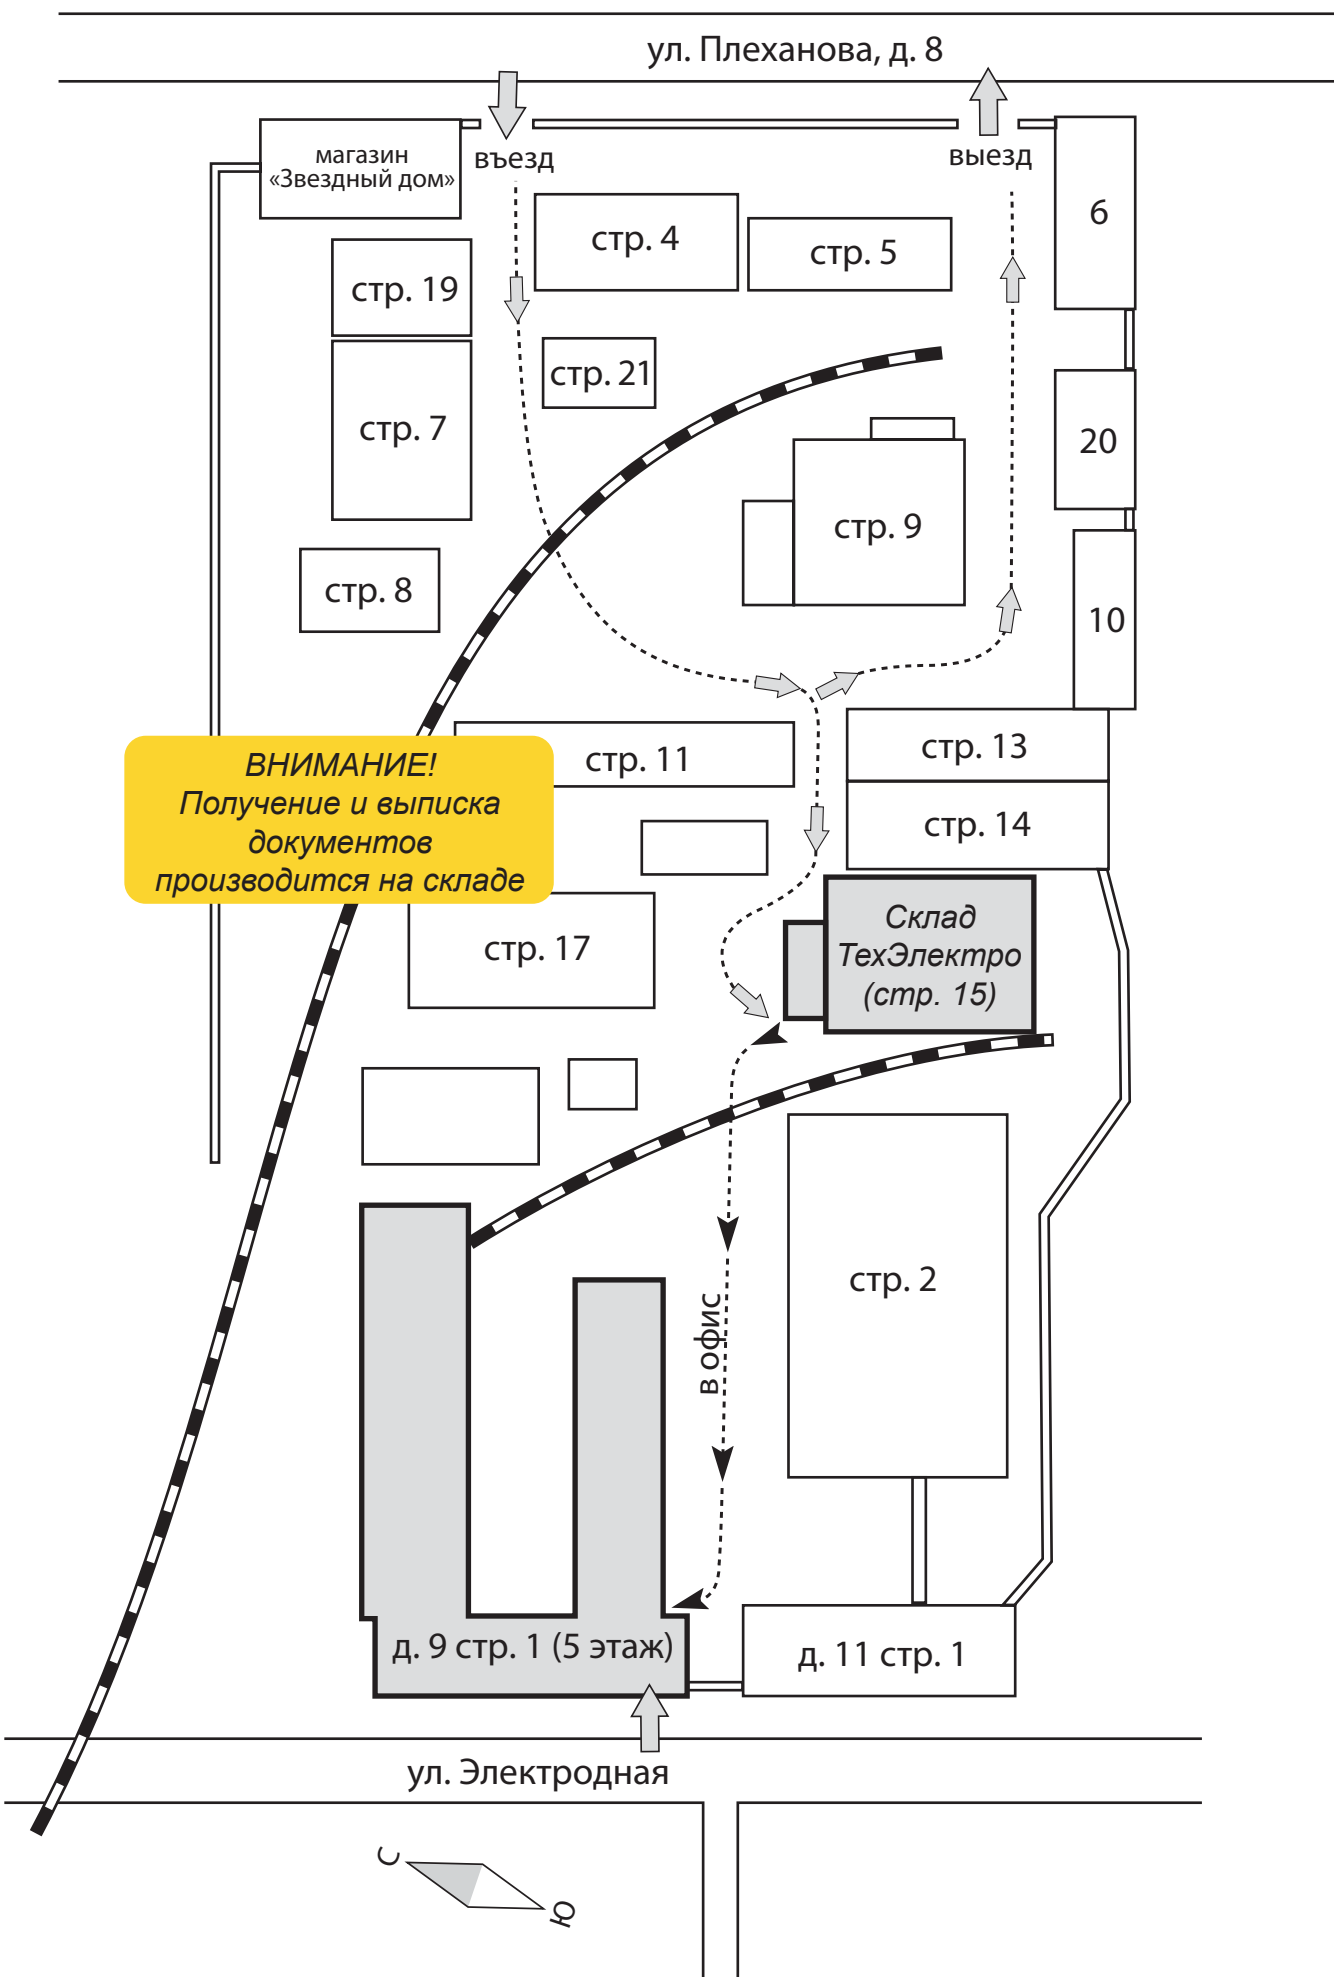 ул. Плеханова, д. 8
въезд
выезд
магазин
«Звездный дом»
стр. 4
стр. 5
6
стр. 19
стр. 21
стр. 7
20
стр. 9
стр. 8
10
стр. 11
стр. 13
ВНИМАНИЕ!
Получение и выписка
документов
производится на складе
стр. 14
стр. 17
Склад
ТехЭлектро
(стр. 15)
стр. 2
в офис
д. 9 стр. 1 (5 этаж)
д. 11 стр. 1
ул. Электродная
С
Ю